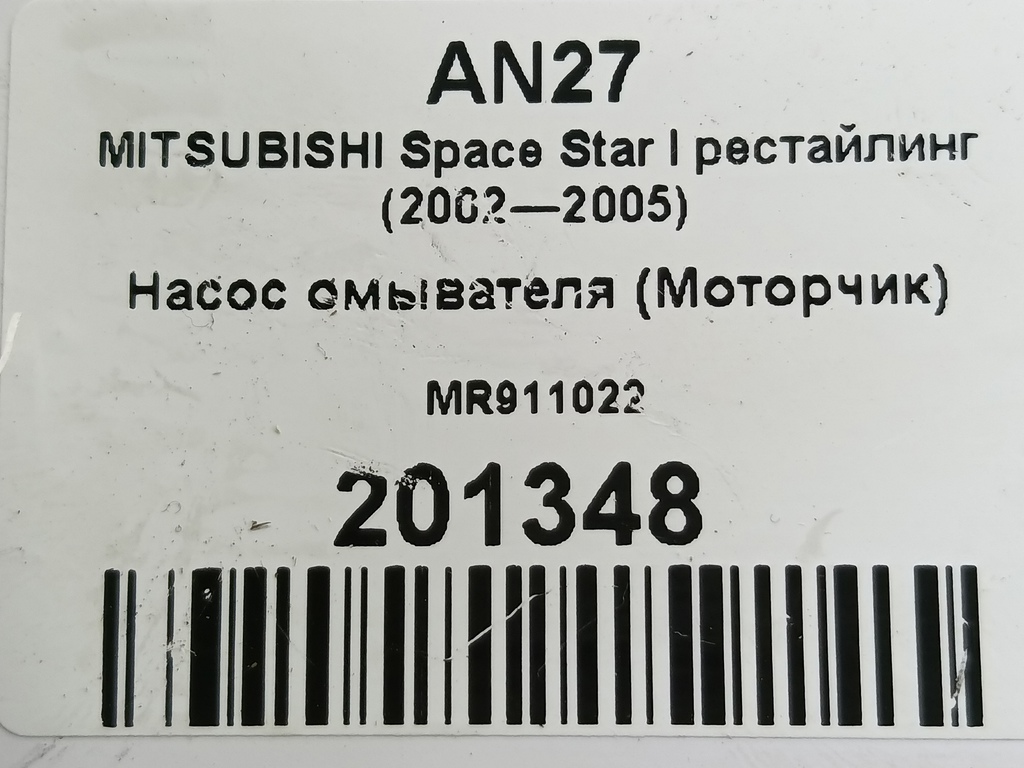 AN27
MITSUBISHI Space Star I рестайлинг
(2002—2005)
Насос омывателя (Моторчик)
MR911022
201348